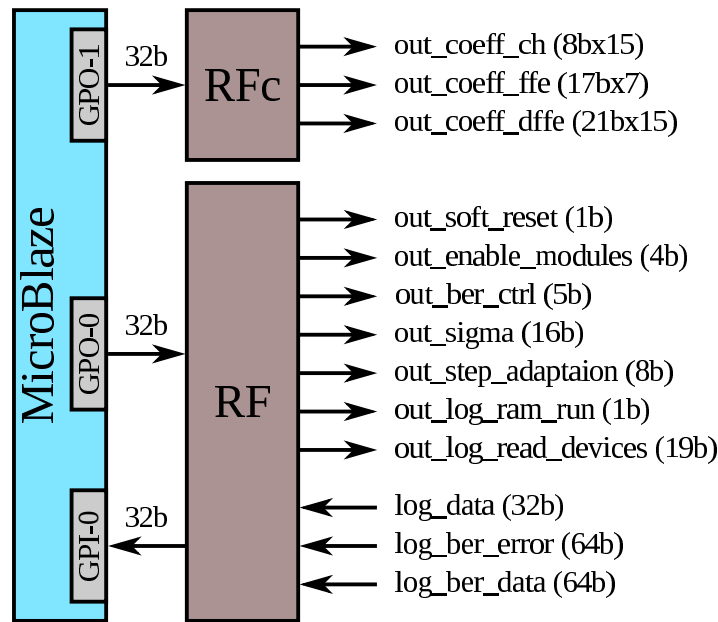 MicroBlaze
GPO-1
32b
RFc
out_coeff_ch (8bx15)
out_coeff_ffe (17bx7)
out_coeff_dffe (21bx15)
GPO-0
32b
RF
out_soft_reset (1b)
out_enable_modules (4b)
out_ber_ctrl (5b)
out_sigma (16b)
out_step_adaptaion (8b)
out_log_ram_run (1b)
out_log_read_devices (19b)
GPI-0
32b
log_data (32b)
log_ber_error (64b)
log_ber_data (64b)